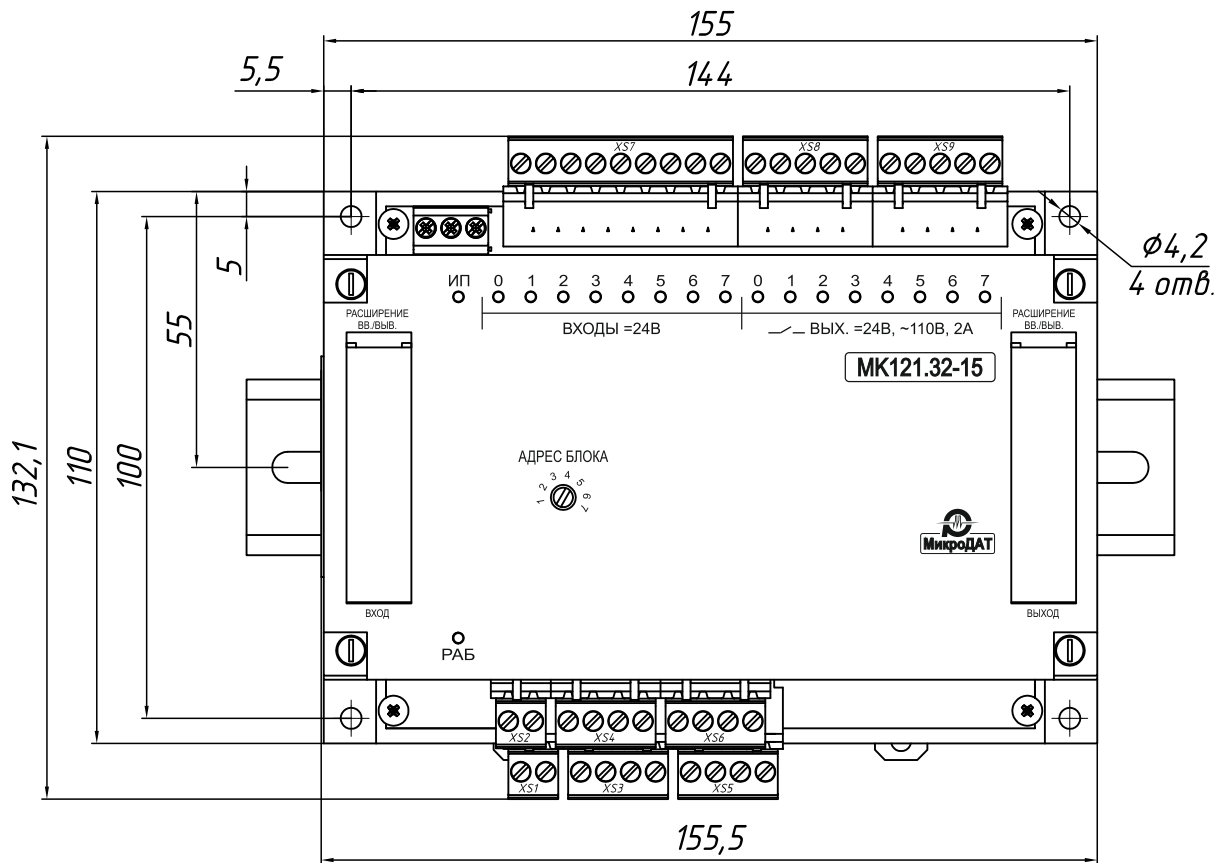 155
5,5
144
XS7
XS8
XS9
5
55
100
110
132,1
ϕ4,2
4 отв.
ИП 0 1 2 3 4 5 6 7 0 1 2 3 4 5 6 7
РАСШИРЕНИЕ
ВВ./ВЫВ.
ВХОДЫ =24В
ВЫХ. =24В, ~110В, 2А
РАСШИРЕНИЕ
ВВ./ВЫВ.
МК121.32-15
АДРЕС БЛОКА
1 2 3 4 5 6 7
МикроДАТ
ВХОД
ВЫХОД
РАБ
XS2
XS4
XS6
XS1
XS3
XS5
155,5